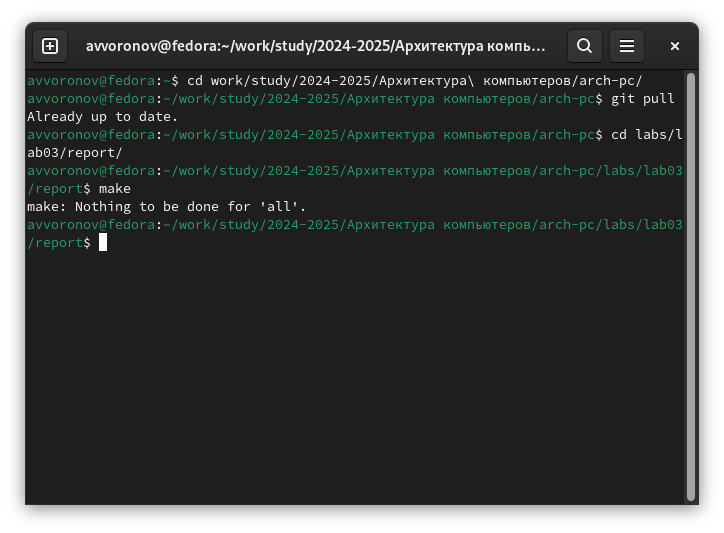 avvoronov@fedora:~/work/study/2024-2025/Архитектура компь...
avvoronov@fedora:~$ cd work/study/2024-2025/Архитектура\ компьютеров/arch-pc/
avvoronov@fedora:~/work/study/2024-2025/Архитектура компьютеров/arch-pc$ git pull
Already up to date.
avvoronov@fedora:~/work/study/2024-2025/Архитектура компьютеров/arch-pc$ cd labs/l
ab03/report/
avvoronov@fedora:~/work/study/2024-2025/Архитектура компьютеров/arch-pc/labs/lab03
/report$ make
make: Nothing to be done for 'all'.
avvoronov@fedora:~/work/study/2024-2025/Архитектура компьютеров/arch-pc/labs/lab03
/report$